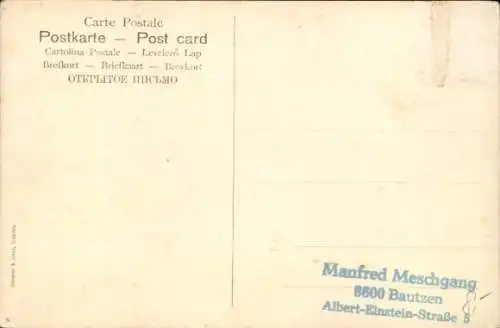 Carte Postale
Postkarte — Post card
Cartolina Postale — Levelező Lap
Brefkort — Briefkaart — Brevkort
ОТКРЫТОЕ ПИСЬМО
Manfred Meschgang
8600 Bautzen
Albert-Einstein-Straße 5
8,-